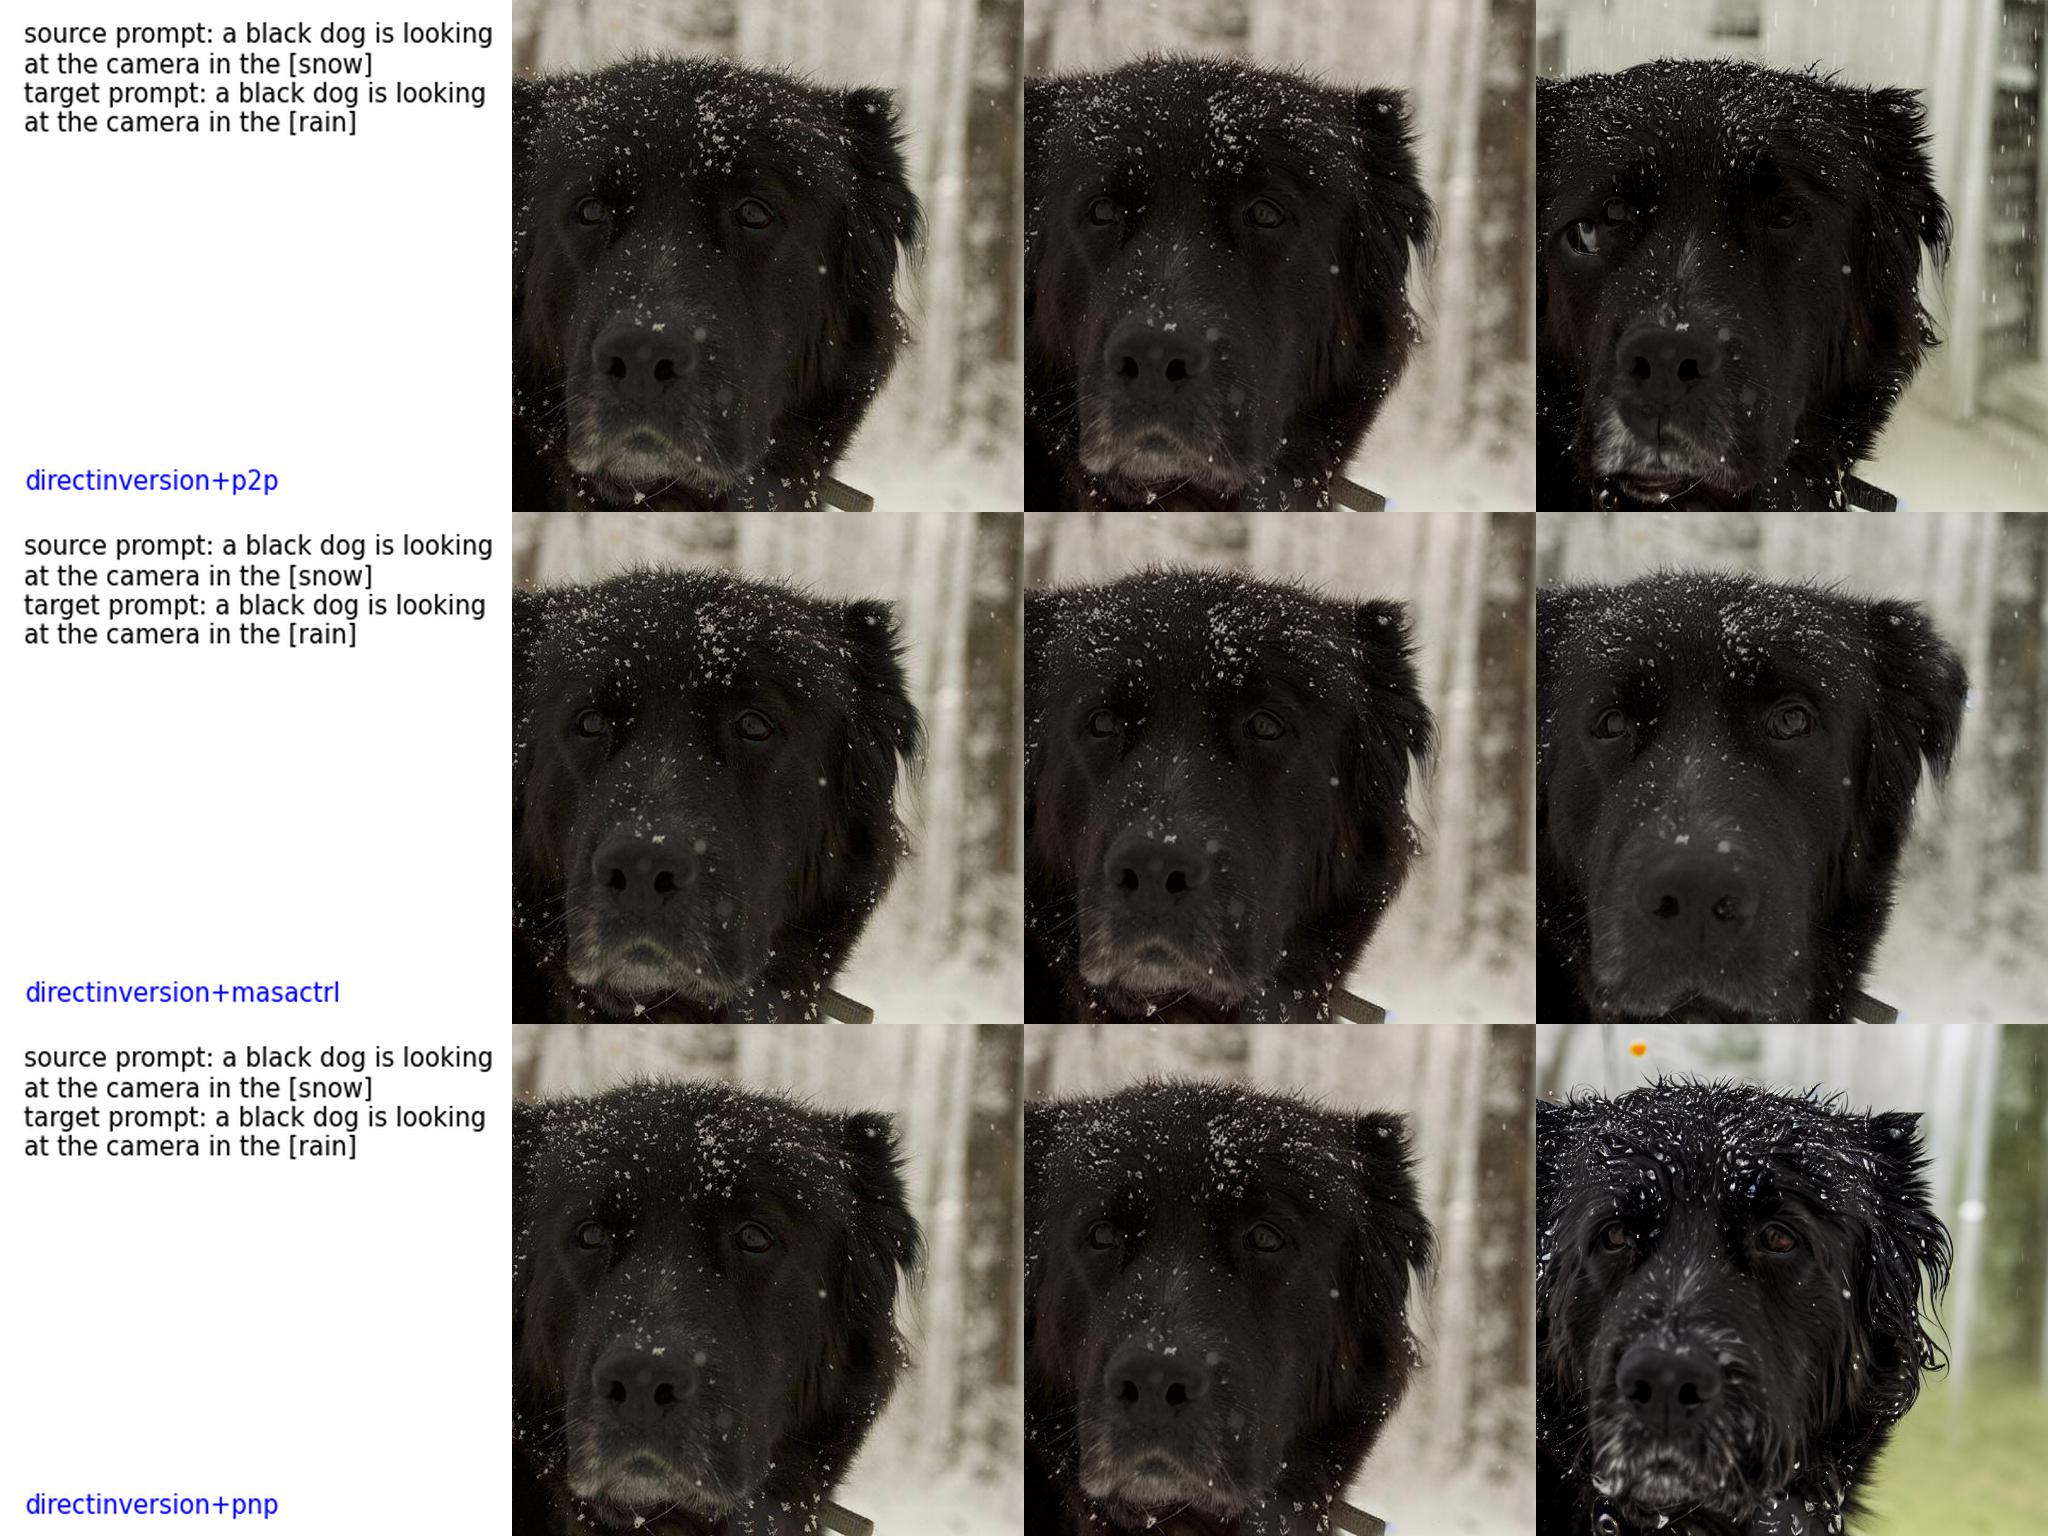 source prompt: a black dog is looking
at the camera in the [snow]
target prompt: a black dog is looking
at the camera in the [rain]
directinversion+p2p
source prompt: a black dog is looking
at the camera in the [snow]
target prompt: a black dog is looking
at the camera in the [rain]
directinversion+masactrl
source prompt: a black dog is looking
at the camera in the [snow]
target prompt: a black dog is looking
at the camera in the [rain]
directinversion+pnp